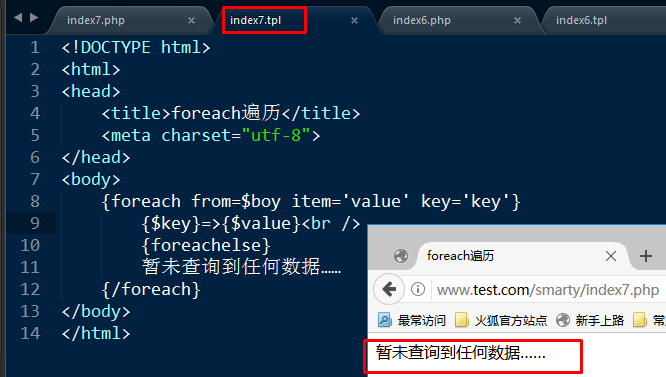 index7.php × index7.tpl × index6.php × index6.tpl
1 <!DOCTYPE html>
2 <html>
3 <head>
4 <title>foreach遍历</title>
5 <meta charset="utf-8">
6 </head>
7 <body>
8 {foreach from=$boy item='value' key='key'}
9 {$key}=>{$value}<br />
10 {foreachelse}
11 暂未查询到任何数据……
12 {/foreach}
13 </body>
14 </html>
foreach遍历 × +
www.test.com/smarty/index7.php
最常访问 火狐官方站点 新手上路 常
暂未查询到任何数据……